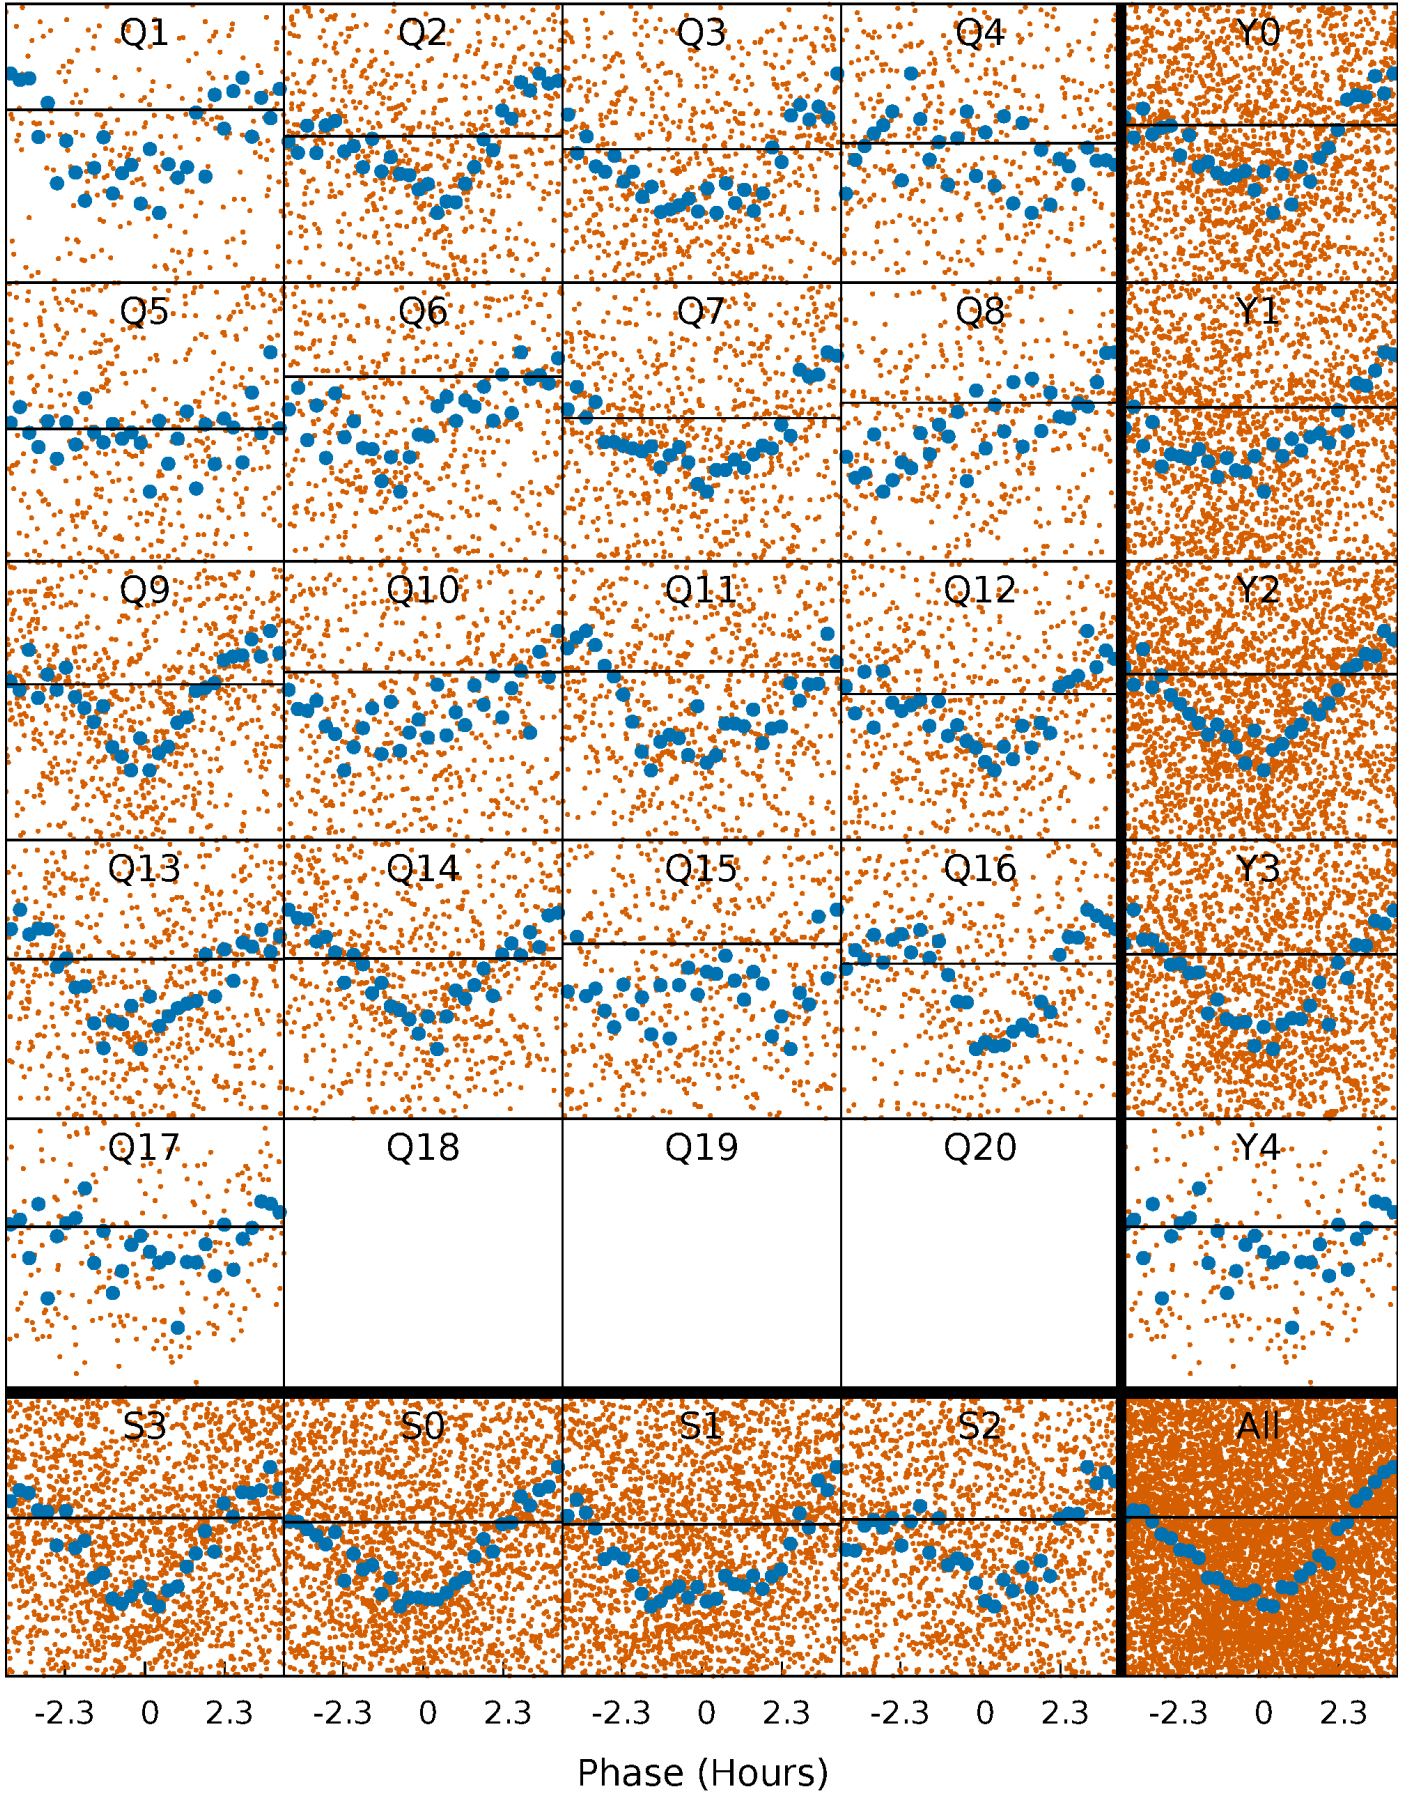 Q1 Q2 Q3 Q4 Y0
Q5 Q6 Q7 Q8 Y1
Q9 Q10 Q11 Q12 Y2
Q13 Q14 Q15 Q16 Y3
Q17 Q18 Q19 Q20 Y4
S3 S0 S1 S2 All
-2.3 0 2.3 -2.3 0 2.3 -2.3 0 2.3 -2.3 0 2.3 -2.3 0 2.3
Phase (Hours)